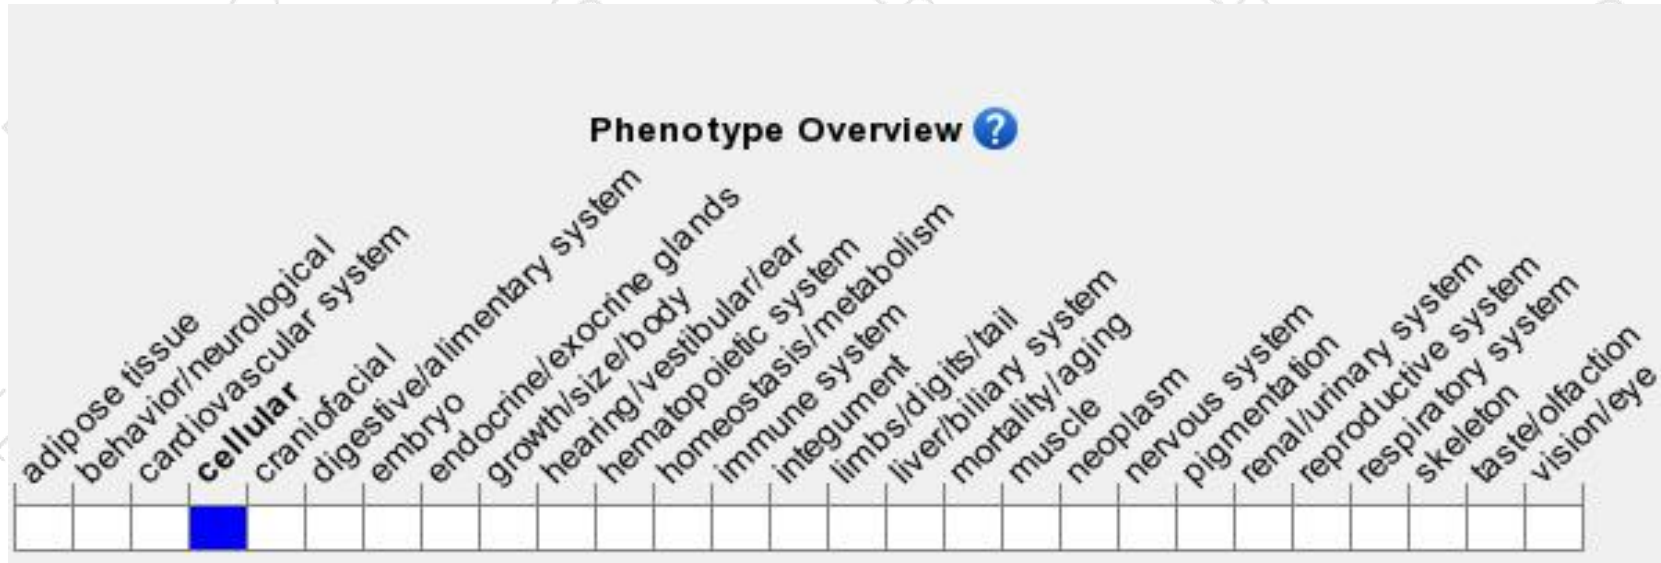 Phenotype Overview ?
adipose tissue
behavior/neurological
cardiovascular system
cellular
craniofacial
digestive/alimentary system
embryo
endocrine/exocrine glands
growth/size/body
hearing/vestibular/ear
hematopoietic system
homeostasis/metabolism
immune system
integument
limbs/digits/tail
liver/biliary system
mortality/aging
muscle
neoplasm
nervous system
pigmentation
renal/urinary system
reproductive system
respiratory system
skeleton
taste/olfaction
vision/eye